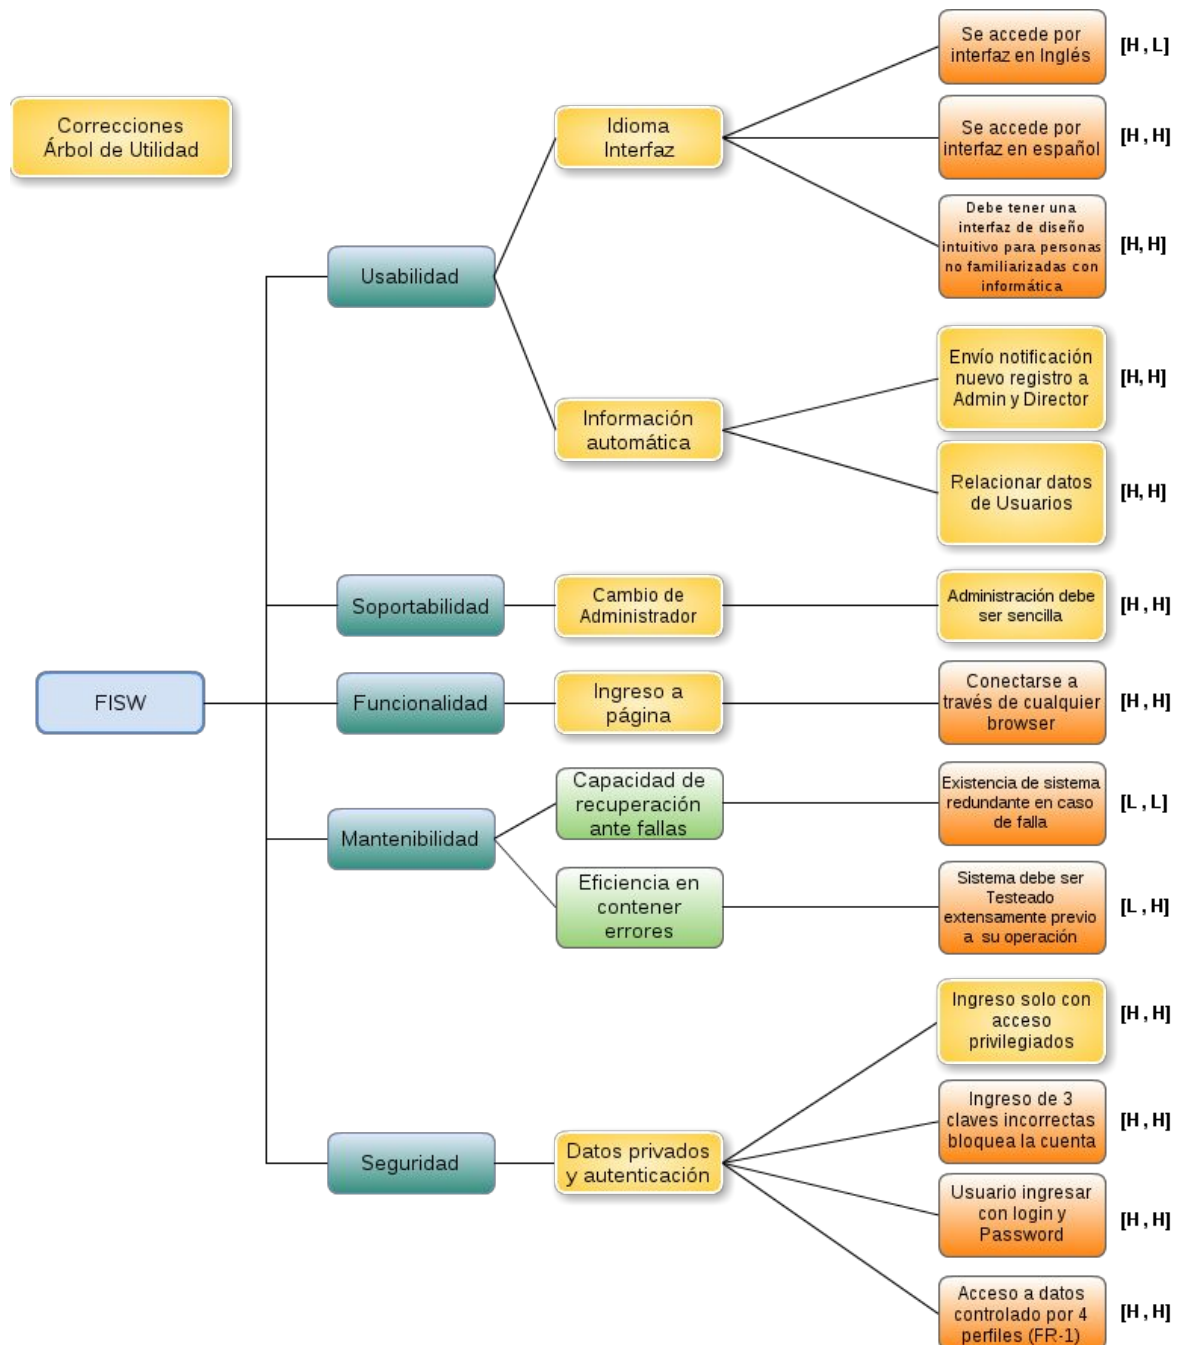 Correcciones
Árbol de Utilidad
FISW
Usabilidad
Idioma
Interfaz
Se accede por
interfaz en Inglés
[H , L]
Se accede por
interfaz en español
[H , H]
Debe tener una
interfaz de diseño
intuitivo para personas
no familiarizadas con
informática
[H, H]
Información
automática
Envío notificación
nuevo registro a
Admin y Director
[H, H]
Relacionar datos
de Usuarios
[H, H]
Soportabilidad
Cambio de
Administrador
Administración debe
ser sencilla
[H , H]
Funcionalidad
Ingreso a
página
Conectarse a
través de cualquier
browser
[H , H]
Mantenibilidad
Capacidad de
recuperación
ante fallas
Existencia de sistema
redundante en caso
de falla
[L , L]
Eficiencia en
contener
errores
Sistema debe ser
Testeado
extensamente previo
a su operación
[L , H]
Seguridad
Datos privados
y autenticación
Ingreso solo con
acceso
privilegiados
[H , H]
Ingreso de 3
claves incorrectas
bloquea la cuenta
[H , H]
Usuario ingresar
con login y
Password
[H , H]
Acceso a datos
controlado por 4
perfiles (FR-1)
[H , H]